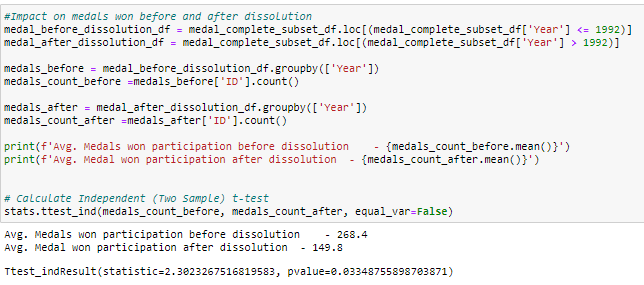 #Impact on medals won before and after dissolution
medal_before_dissolution_df = medal_complete_subset_df.loc[(medal_complete_subset_df['Year'] <= 1992)]
medal_after_dissolution_df = medal_complete_subset_df.loc[(medal_complete_subset_df['Year'] > 1992)]
medals_before = medal_before_dissolution_df.groupby(['Year'])
medals_count_before =medals_before['ID'].count()
medals_after = medal_after_dissolution_df.groupby(['Year'])
medals_count_after =medals_after['ID'].count()
print(f'Avg. Medals won participation before dissolution    - {medals_count_before.mean()}')
print(f'Avg. Medal won participation after dissolution  - {medals_count_after.mean()}')
# Calculate Independent (Two Sample) t-test
stats.ttest_ind(medals_count_before, medals_count_after, equal_var=False)
Avg. Medals won participation before dissolution    - 268.4
Avg. Medal won participation after dissolution  - 149.8
Ttest_indResult(statistic=2.3023267516819583, pvalue=0.03348755898703871)